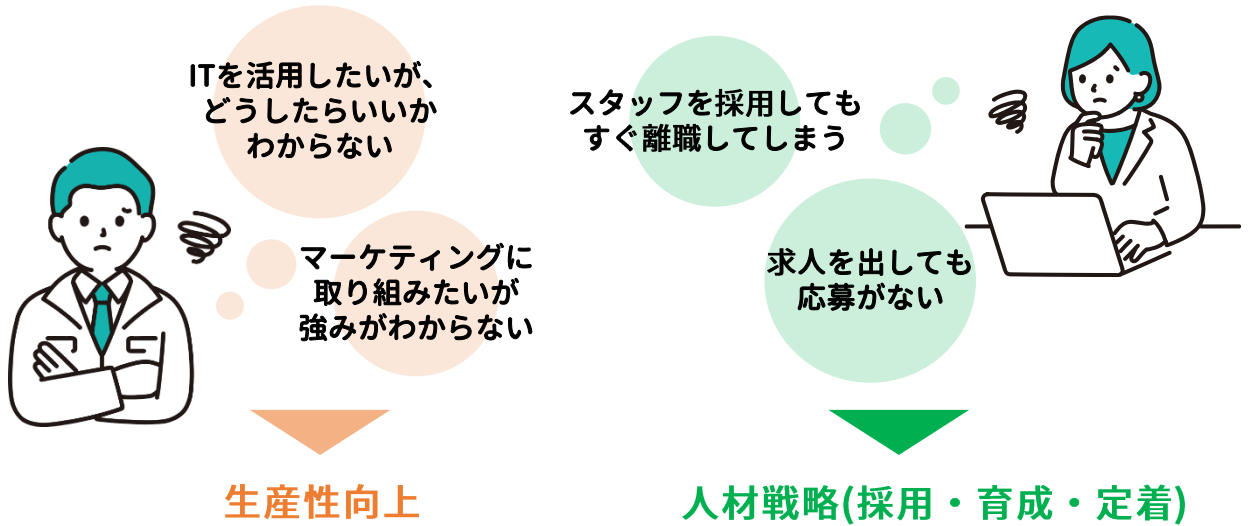 ITを活用したいが、
どうしたらいいか
わからない
マーケティングに
取り組みたいが
強みがわからない
生産性向上
スタッフを採用しても
すぐ離職してしまう
求人を出しても
応募がない
人材戦略(採用・育成・定着)